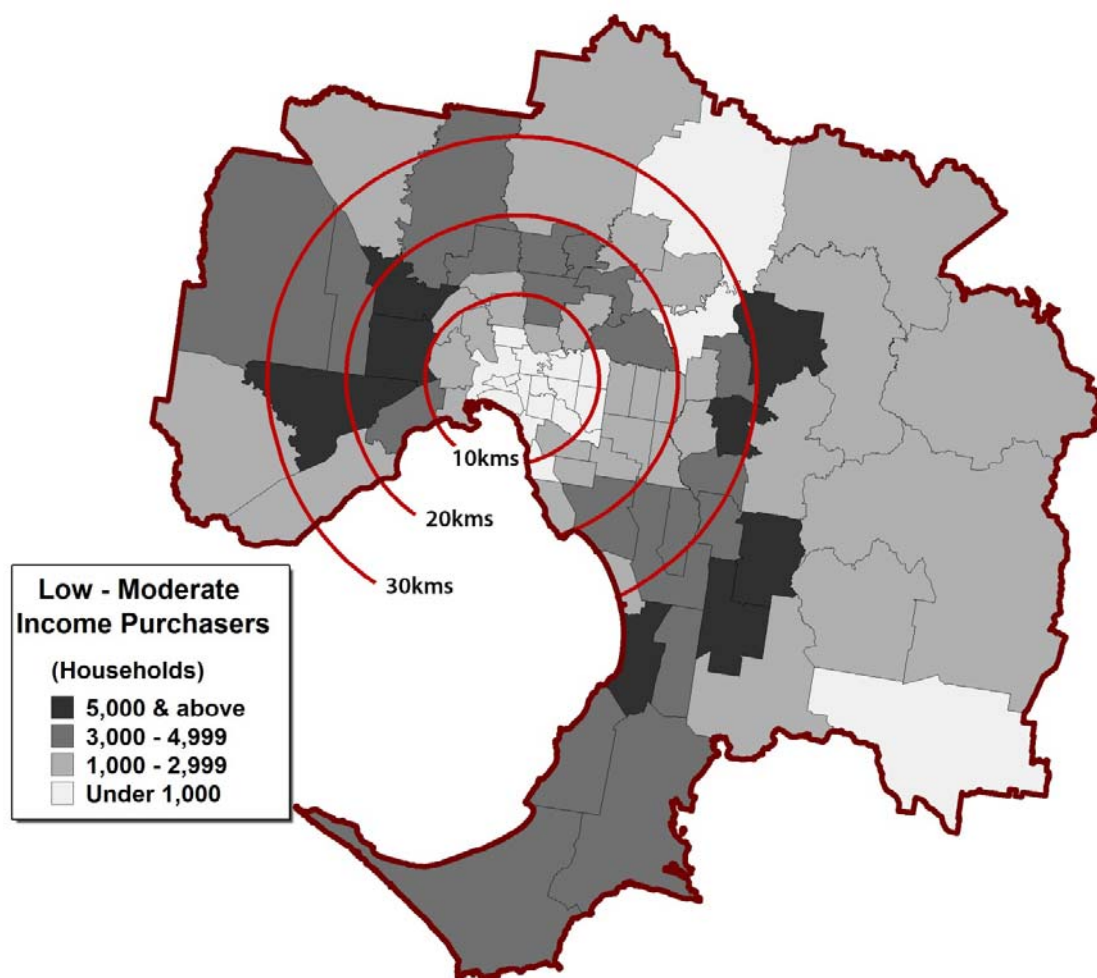 10kms
20kms
30kms
Low - Moderate
Income Purchasers
(Households)
5,000 & above
3,000 - 4,999
1,000 - 2,999
Under 1,000